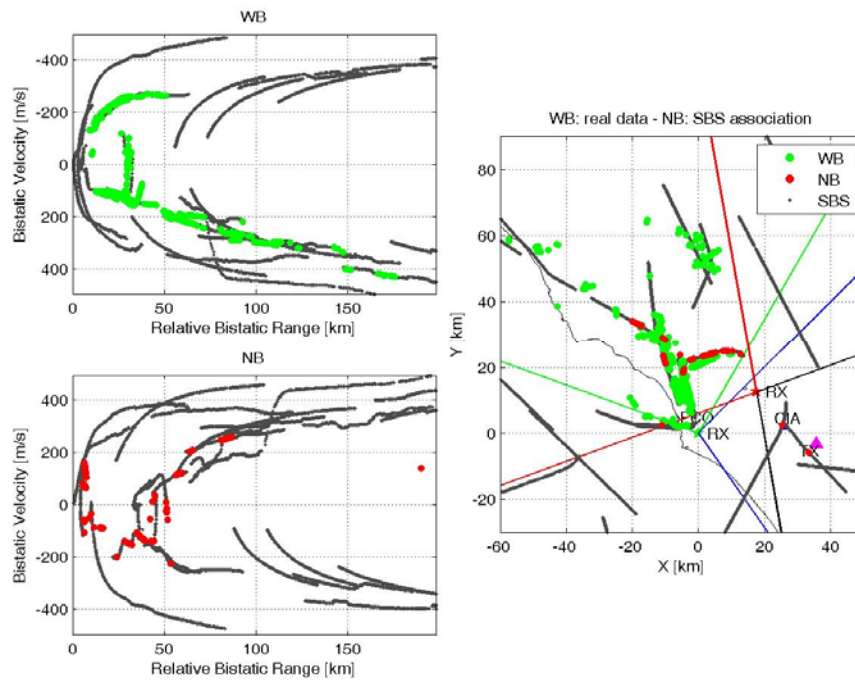 WB
-400
-200
0
200
400
Bistatic Velocity [m/s]
0
50
100
150
Relative Bistatic Range [km]
NB
400
200
0
-200
-400
Bistatic Velocity [m/s]
0
50
100
150
Relative Bistatic Range [km]
WB: real data - NB: SBS association
WB
NB
SBS
80
60
40
20
0
-20
Y [km]
RX
FCO
RX
CIA
TX
-60
-40
-20
0
20
40
X [km]